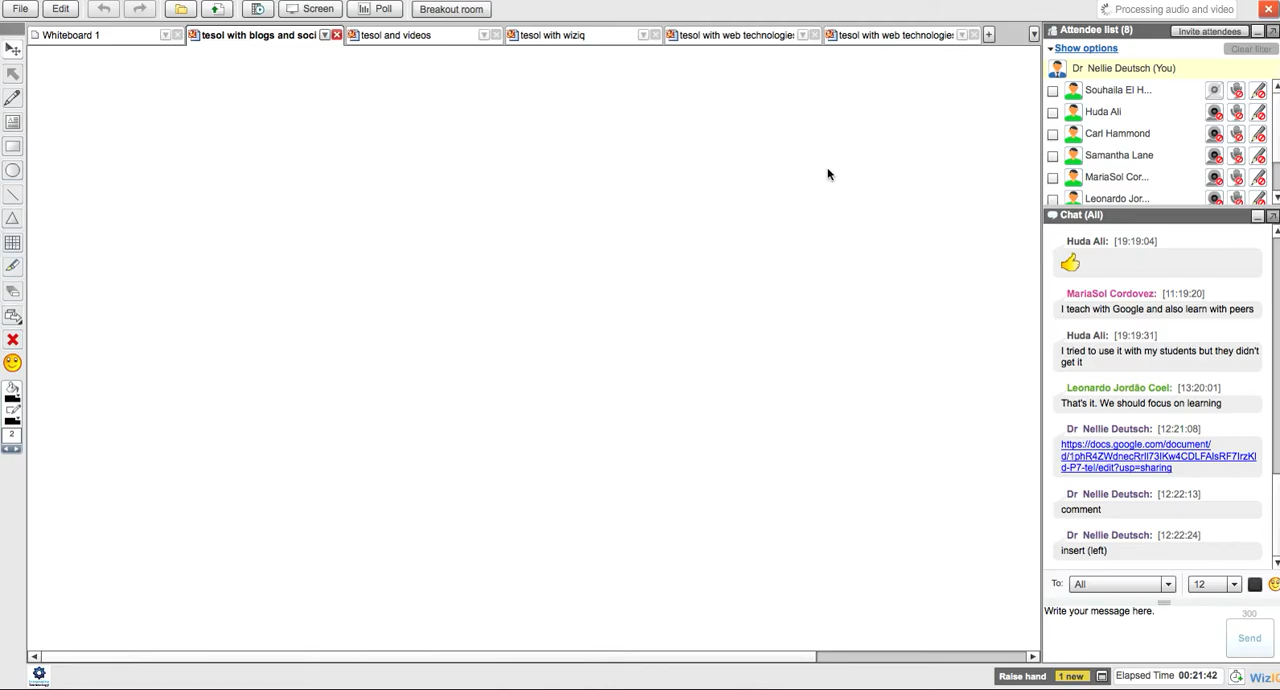 File Edit Screen Poll Breakout room Processing audio and video
Whiteboard 1 tesol with blogs and soci tesol and videos tesol with wiziq tesol with web technologie: tesol with web technologie:
Attendee list (8) Invite attendees
Show options Clear filter
Dr Nellie Deutsch (You)
Souhaila El H...
Huda Ali
Carl Hammond
Samantha Lane
MariaSol Cor...
Leonardo Jor...
Chat (All)
Huda Ali: [19:19:04]
MariaSol Cordovez: [11:19:20]
I teach with Google and also learn with peers
Huda Ali: [19:19:31]
I tried to use it with my students but they didn't
get it
Leonardo Jordão Coel: [13:20:01]
That's it. We should focus on learning
Dr Nellie Deutsch: [12:21:08]
https://docs.google.com/document/
d-P7-tel/edit?usp=sharing
Dr Nellie Deutsch: [12:22:13]
comment
Dr Nellie Deutsch: [12:22:24]
insert (left)
2
To: All 12
Write your message here.
300
Send
Raise hand 1 new Elapsed Time 00:21:42 WizIQ